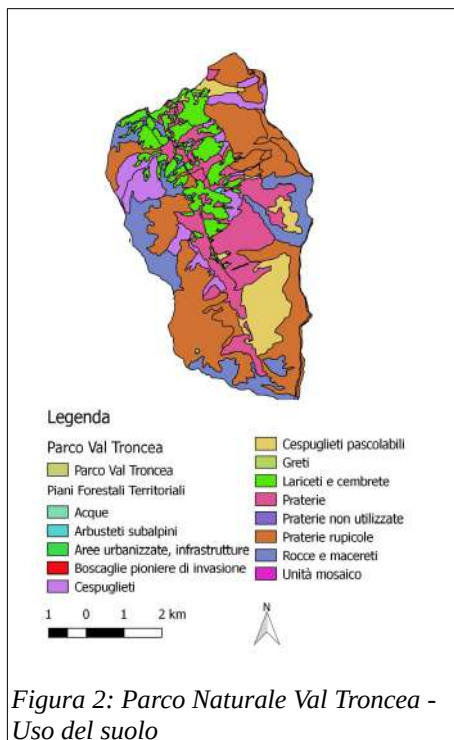 Legenda
Parco Val Troncea
Parco Val Troncea
Piani Forestali Territoriali
Acque
Arbusteti subalpini
Aree urbanizzate, infrastrutture
Boscaglie pioniere di invasione
Cespuglieti
Cespuglieti pascolabili
Greti
Lariceti e cembrete
Praterie
Praterie non utilizzate
Praterie rupicole
Rocce e macereti
Unità mosaico
1 0 1 2 km
N
Figura 2: Parco Naturale Val Troncea -
Uso del suolo